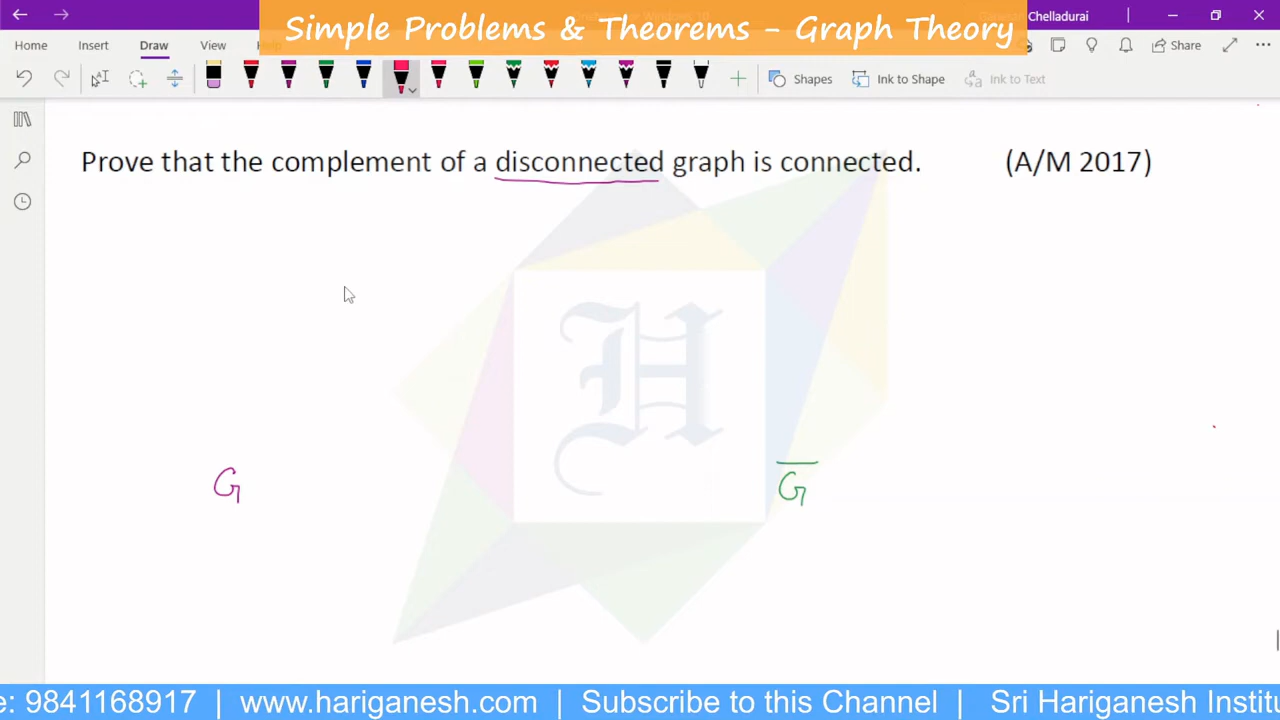 Simple Problems & Theorems - Graph Theory
Chelladurai
Home Insert Draw View
Share
Shapes Ink to Shape Ink to Text
Prove that the complement of a disconnected graph is connected. (A/M 2017)
H
G G̅
e: 9841168917 | www.hariganesh.com | Subscribe to this Channel | Sri Hariganesh Institu